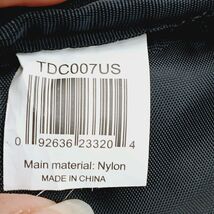 TDC007US
0 92636 23320 4
Main material: Nylon
MADE IN CHINA